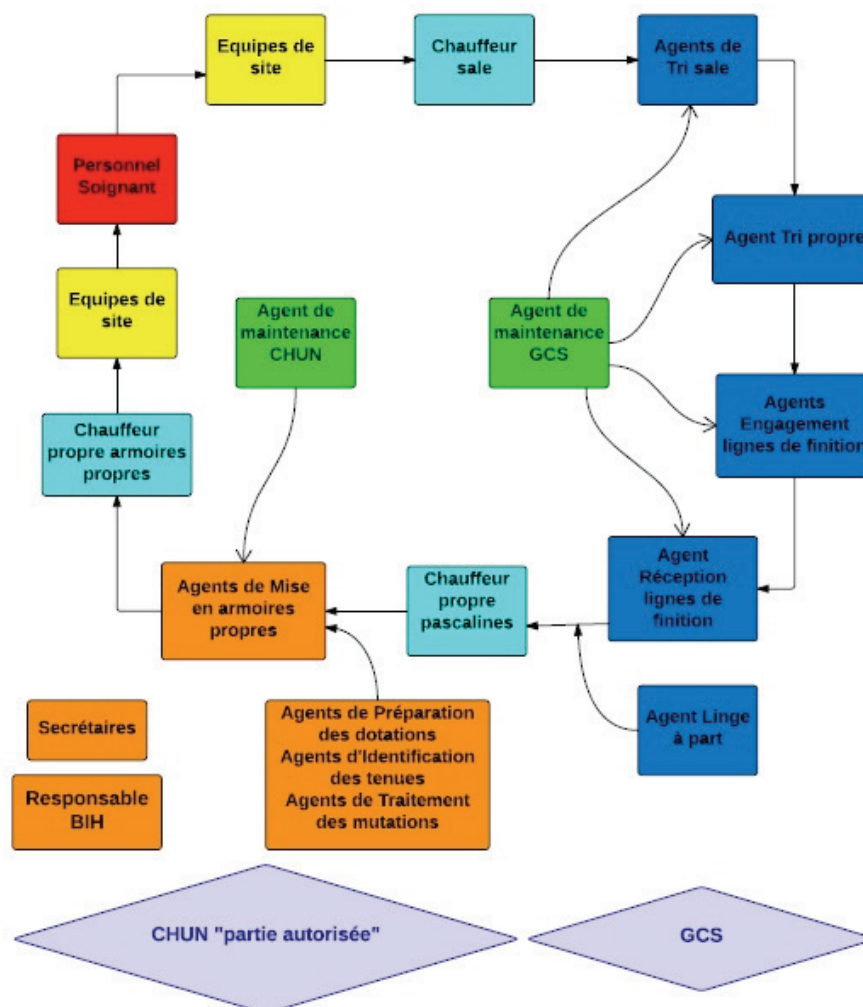 Equipes de
site
Chauffeur
sale
Agents de
Tri sale
Personnel
Soignant
Agent Tri propre
Equipes de
site
Agent de
maintenance
CHUN
Agent de
maintenance
GCS
Agents
Engagement
lignes de finition
Chauffeur
propre armoires
propres
Agents de Mise
en armoires
propres
Chauffeur
propre
pascalines
Agent
Réception
lignes de
finition
Secrétaires
Agents de Préparation
des dotations
Agents d'Identification
des tenues
Agents de Traitement
des mutations
Agent Linge
à part
Responsable
BIH
CHUN "partie autorisée"
GCS